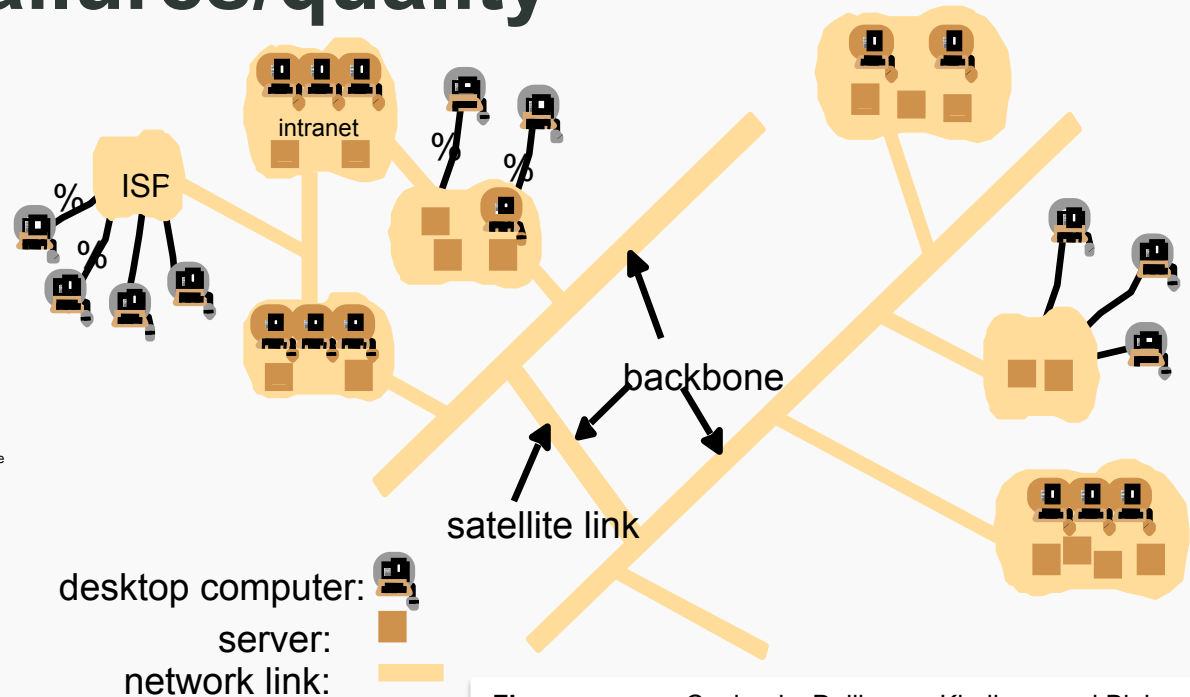 intranet
%
%
ISP
%
%
backbone
satellite link
desktop computer:
server:
network link: